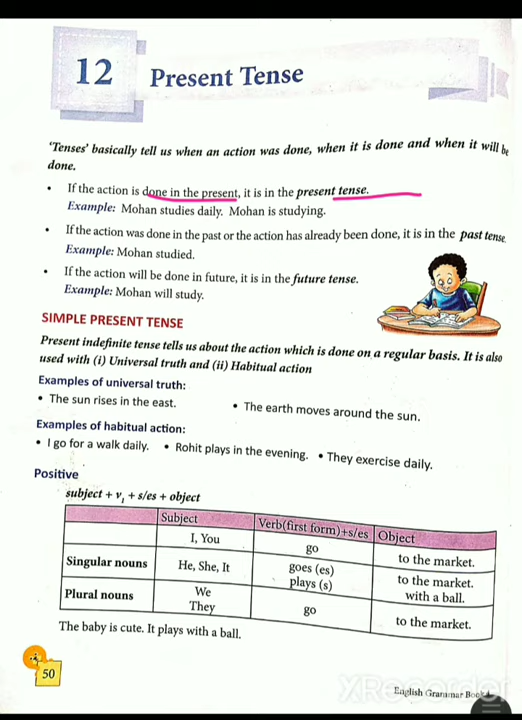 12
Present Tense
'Tenses' basically tell us when an action was done, when it is done and when it will be
done.
• If the action is done in the present, it is in the present tense.
Example: Mohan studies daily. Mohan is studying.
• If the action was done in the past or the action has already been done, it is in the past tense.
Example: Mohan studied.
• If the action will be done in future, it is in the future tense.
Example: Mohan will study.
SIMPLE PRESENT TENSE
Present indefinite tense tells us about the action which is done on a regular basis. It is also
used with (i) Universal truth and (ii) Habitual action
Examples of universal truth:
• The sun rises in the east. • The earth moves around the sun.
Examples of habitual action:
• I go for a walk daily. • Rohit plays in the evening. • They exercise daily.
Positive
subject + v1 + s/es + object
Subject Verb(first form)+s/es Object
I, You go to the market.
Singular nouns He, She, It goes (es) to the market.
plays (s) with a ball.
Plural nouns We
They go to the market.
The baby is cute. It plays with a ball.
50
English Grammar Book-4
XRecorder